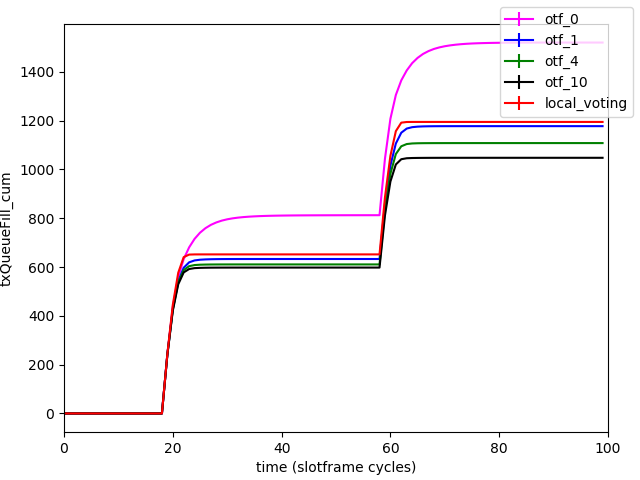 otf_0
otf_1
otf_4
otf_10
local_voting
txQueueFill_cum
1400
1200
1000
800
600
400
200
0
0 20 40 60 80 100
time (slotframe cycles)